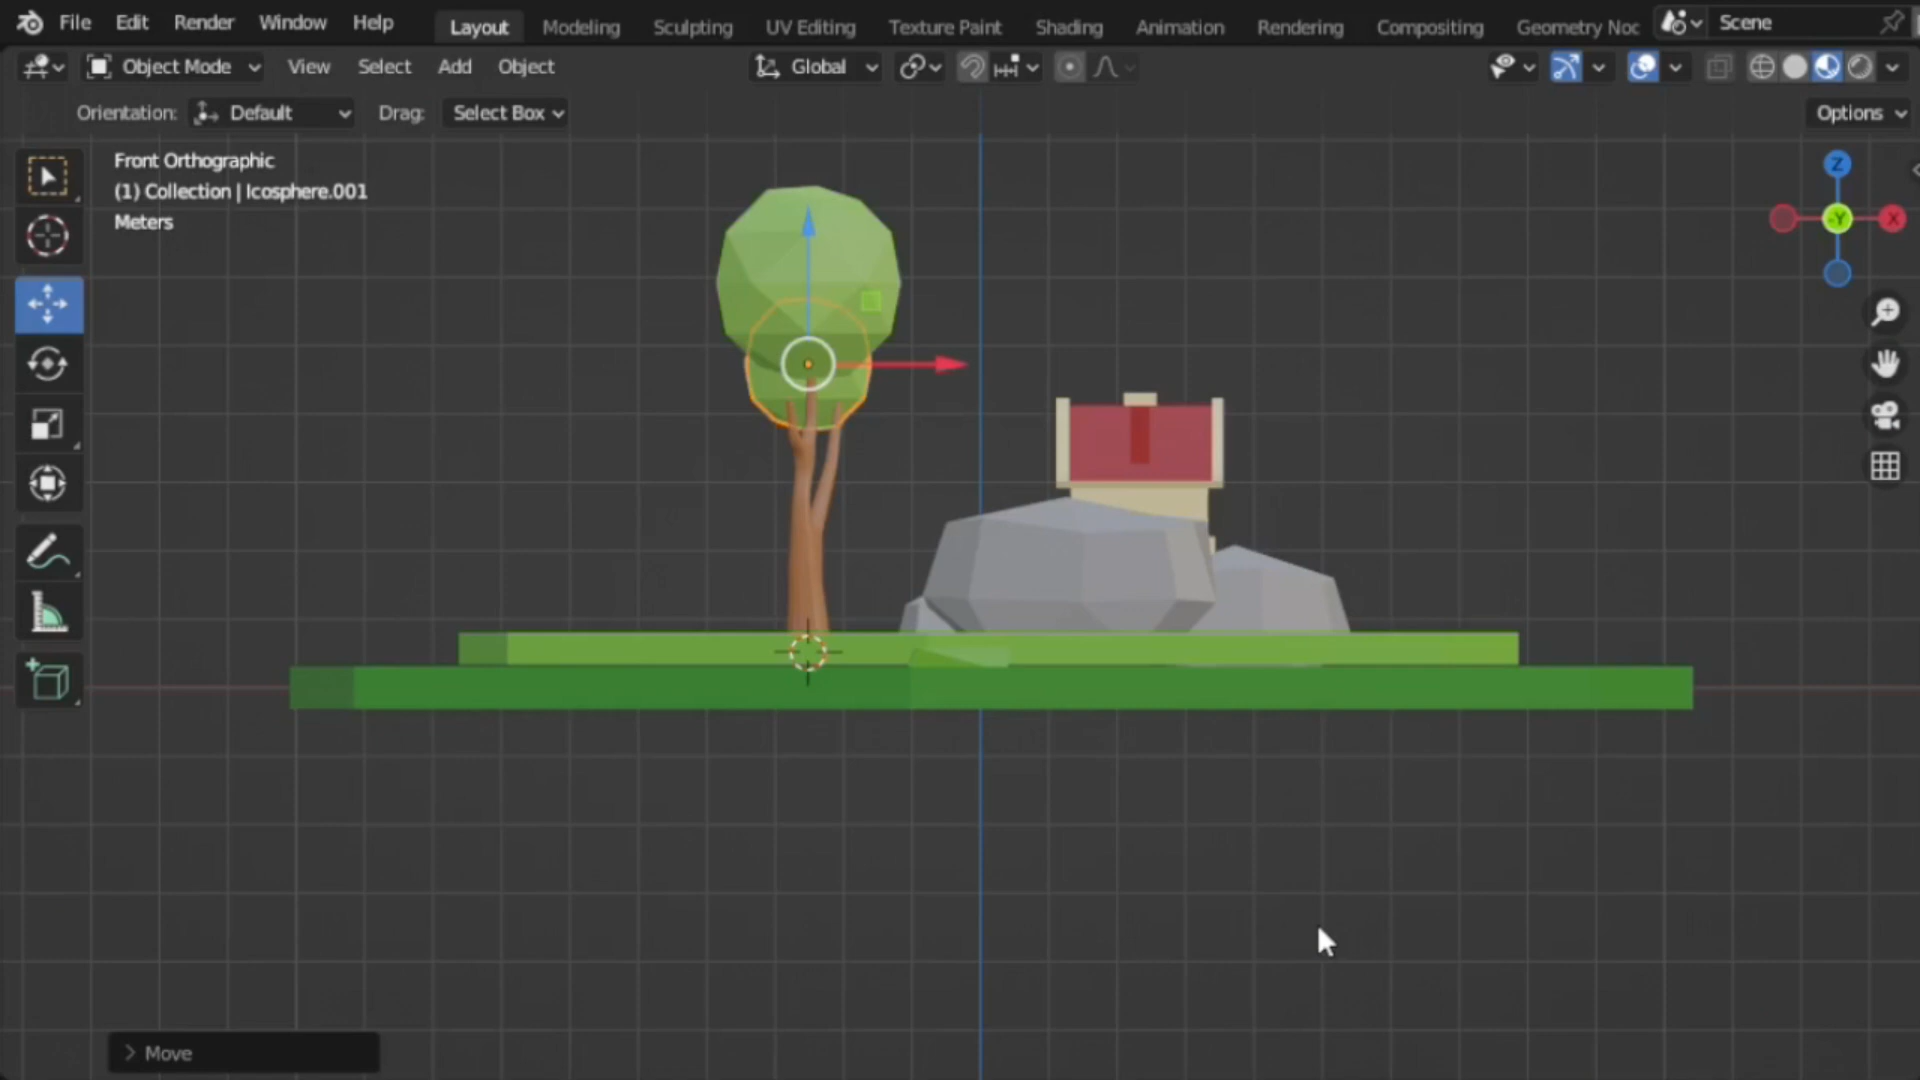 File Edit Render Window Help Layout Modeling Sculpting UV Editing Texture Paint Shading Animation Rendering Compositing Geometry Noc Scene
Object Mode View Select Add Object Global
Orientation: Default Drag: Select Box Options
Front Orthographic
(1) Collection | Icosphere.001
Meters
Z
-Y X
Move